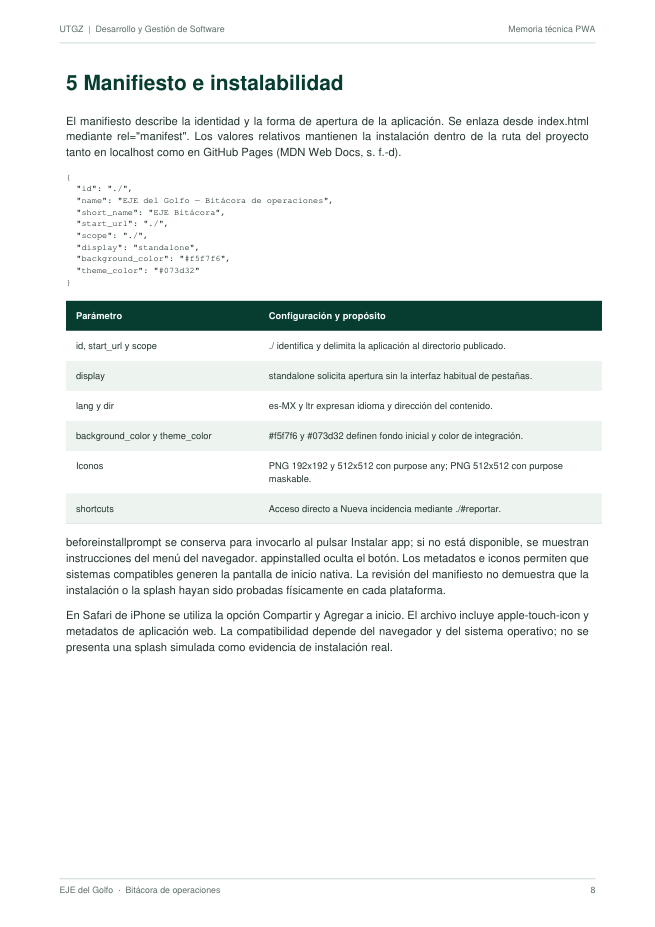 UTGZ | Desarrollo y Gestión de Software
Memoria técnica PWA
5 Manifiesto e instalabilidad
El manifiesto describe la identidad y la forma de apertura de la aplicación. Se enlaza desde index.html
mediante rel="manifest". Los valores relativos mantienen la instalación dentro de la ruta del proyecto
tanto en localhost como en GitHub Pages (MDN Web Docs, s. f.-d).
{
"id": "./",
"name": "EJE del Golfo — Bitácora de operaciones",
"short_name": "EJE Bitácora",
"start_url": "./",
"scope": "./",
"display": "standalone",
"background_color": "#f5f7f6",
"theme_color": "#073d32"
}
Parámetro
Configuración y propósito
id, start_url y scope
./ identifica y delimita la aplicación al directorio publicado.
display
standalone solicita apertura sin la interfaz habitual de pestañas.
lang y dir
es-MX y ltr expresan idioma y dirección del contenido.
background_color y theme_color
#f5f7f6 y #073d32 definen fondo inicial y color de integración.
Iconos
PNG 192x192 y 512x512 con purpose any; PNG 512x512 con purpose
maskable.
shortcuts
Acceso directo a Nueva incidencia mediante ./#reportar.
beforeinstallprompt se conserva para invocarlo al pulsar Instalar app; si no está disponible, se muestran
instrucciones del menú del navegador. appinstalled oculta el botón. Los metadatos e iconos permiten que
sistemas compatibles generen la pantalla de inicio nativa. La revisión del manifiesto no demuestra que la
instalación o la splash hayan sido probadas físicamente en cada plataforma.
En Safari de iPhone se utiliza la opción Compartir y Agregar a inicio. El archivo incluye apple-touch-icon y
metadatos de aplicación web. La compatibilidad depende del navegador y del sistema operativo; no se
presenta una splash simulada como evidencia de instalación real.
EJE del Golfo · Bitácora de operaciones
8